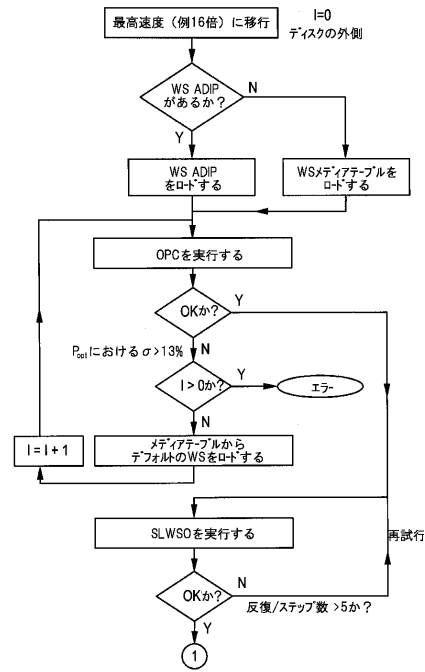 最高速度（例16倍）に移行
I=0
ディスクの外側
WS ADIP
があるか？
N
Y
WS ADIP
をロードする
WSメディアテーブルを
ロードする
OPCを実行する
OKか？
Y
N
Poptにおけるσ>13%
I>0か？
Y
エラー
N
メディアテーブルから
デフォルトのWSをロードする
I=I+1
SLWSOを実行する
再試行
OKか？
N
反復/ステップ数>5か？
Y
1